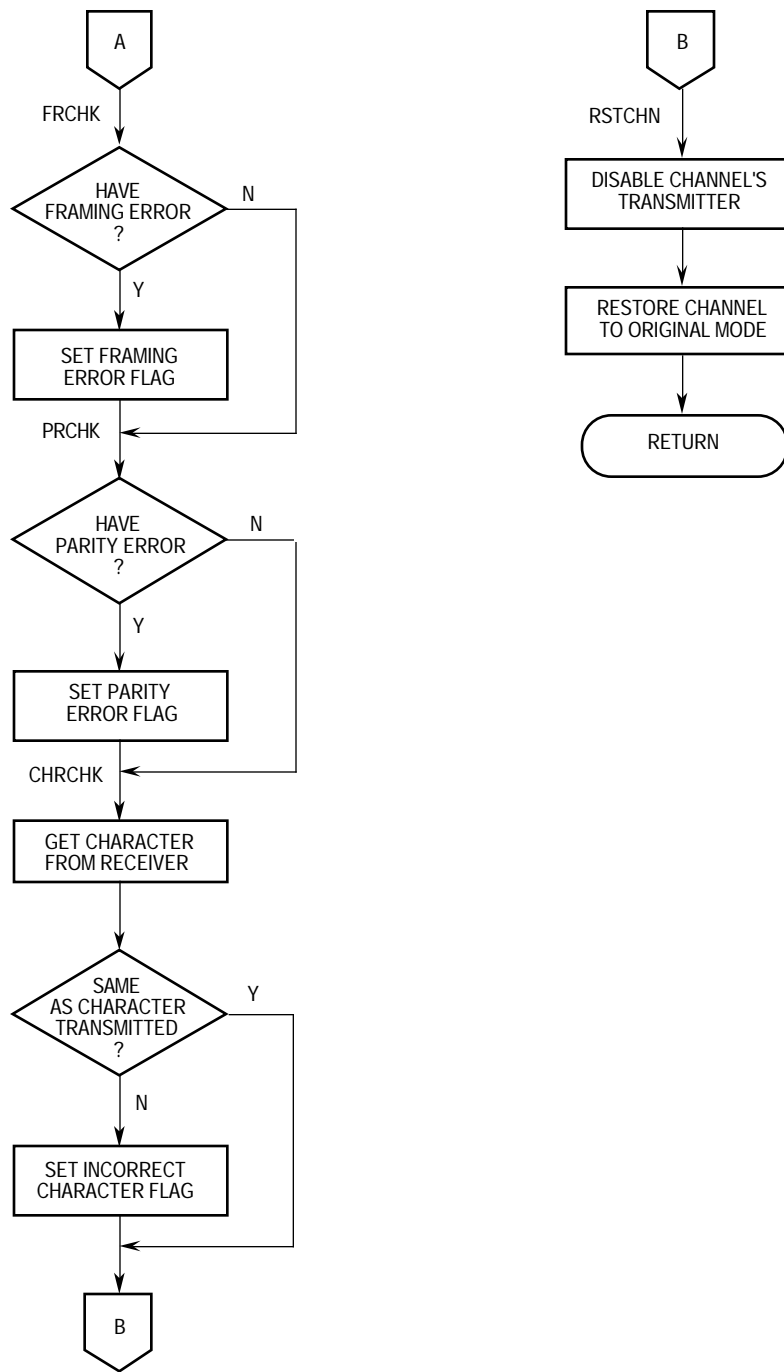 A
FRCHK
HAVE
FRAMING ERROR
?
N
Y
SET FRAMING
ERROR FLAG
PRCHK
HAVE
PARITY ERROR
?
N
Y
SET PARITY
ERROR FLAG
CHRCHK
GET CHARACTER
FROM RECEIVER
SAME
AS CHARACTER
TRANSMITTED
?
Y
N
SET INCORRECT
CHARACTER FLAG
B
B
RSTCHN
DISABLE CHANNEL'S
TRANSMITTER
RESTORE CHANNEL
TO ORIGINAL MODE
RETURN